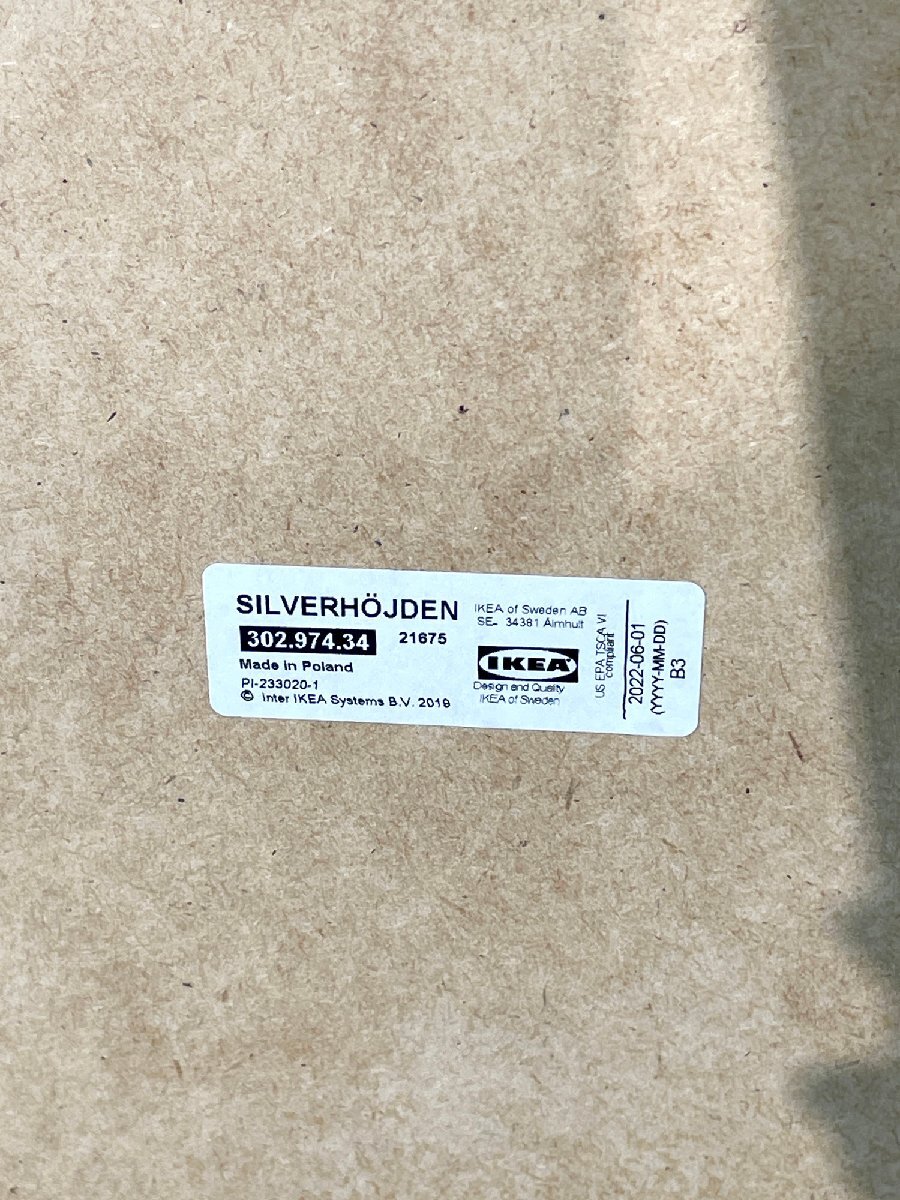 SILVERHÖJDEN
302.974.34 21675
Made in Poland
PI-233020-1
© Inter IKEA Systems B.V. 2019
IKEA of Sweden AB
SE- 34381 Älmhult
IKEA
Design and Quality
IKEA of Sweden
US EPA TSCA VI
compliant
2022-06-01
(YYYY-MM-DD)
B3